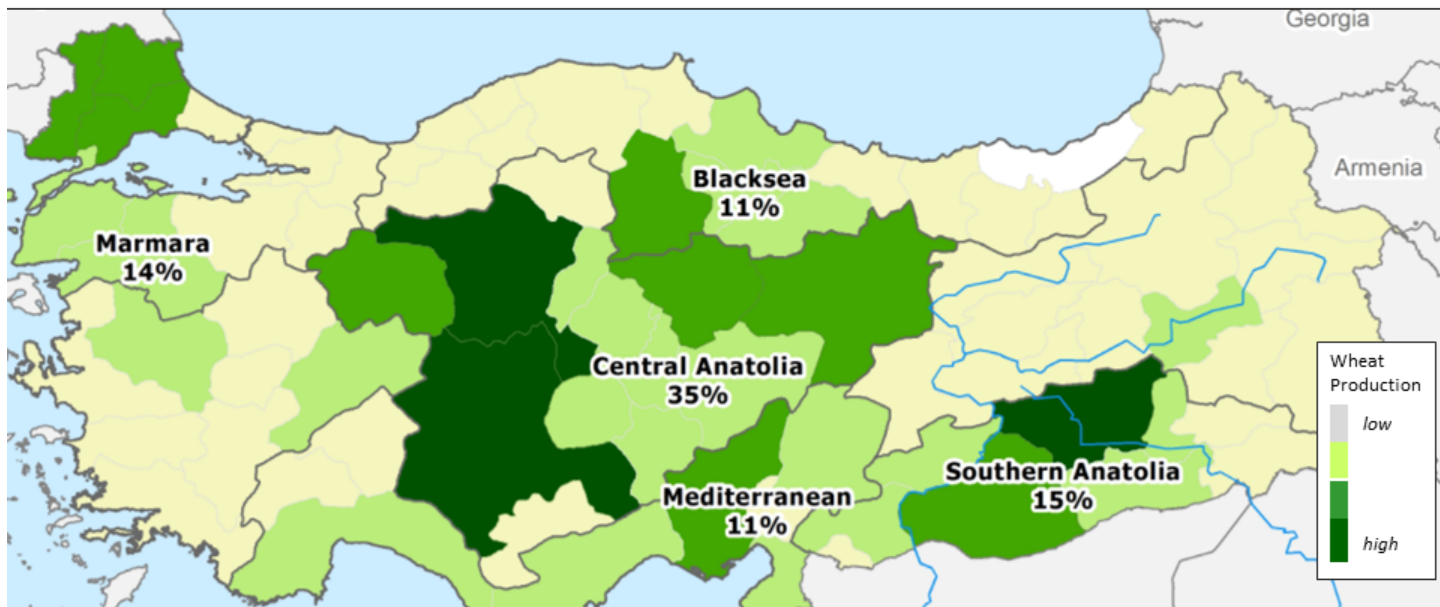 Georgia
Armenia
Blacksea
11%
Marmara
14%
Central Anatolia
35%
Southern Anatolia
15%
Mediterranean
11%
Wheat
Production
low
high